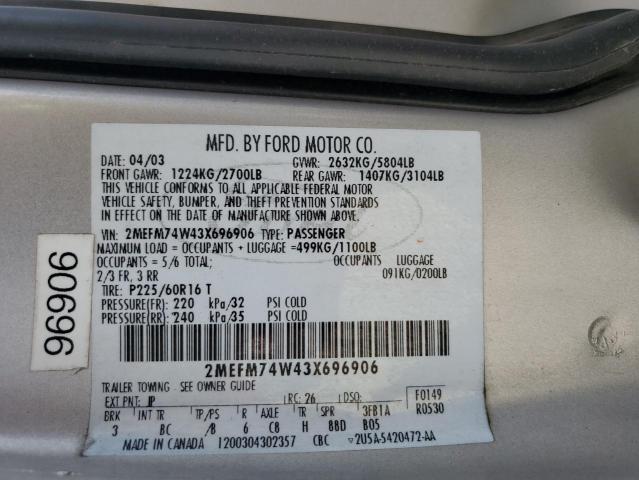 MFD. BY FORD MOTOR CO.
DATE: 04/03 GVWR: 2632KG/5804LB
FRONT GAWR: 1224KG/2700LB REAR GAWR: 1407KG/3104LB
THIS VEHICLE CONFORMS TO ALL APPLICABLE FEDERAL MOTOR
VEHICLE SAFETY, BUMPER, AND THEFT PREVENTION STANDARDS
IN EFFECT ON THE DATE OF MANUFACTURE SHOWN ABOVE.
VIN: 2MEFM74W43X696906 TYPE: PASSENGER
MAXIMUM LOAD = OCCUPANTS + LUGGAGE =499KG/1100LB
OCCUPANTS = 5/6 TOTAL: LUGGAGE =
2/3 FR, 3 RR 091KG/0200LB
TIRE: P225/60R16 T
PRESSURE(FR) 220 kPa/32 PSI COLD
PRESSURE(RR) 240 kPa/35 PSI COLD
2MEFM74W43X696906
TRAILER TOWING - SEE OWNER GUIDE
EXT PNT: JP RC: 26 DSO: F0149
BRK INT TR TP/PS R AXLE TR SPR 3FB1A R0530
3 BC /B 6 C8 H BBD B05
MADE IN CANADA 1200304302357 CBC ▽2U5A-5420472-AA
96906